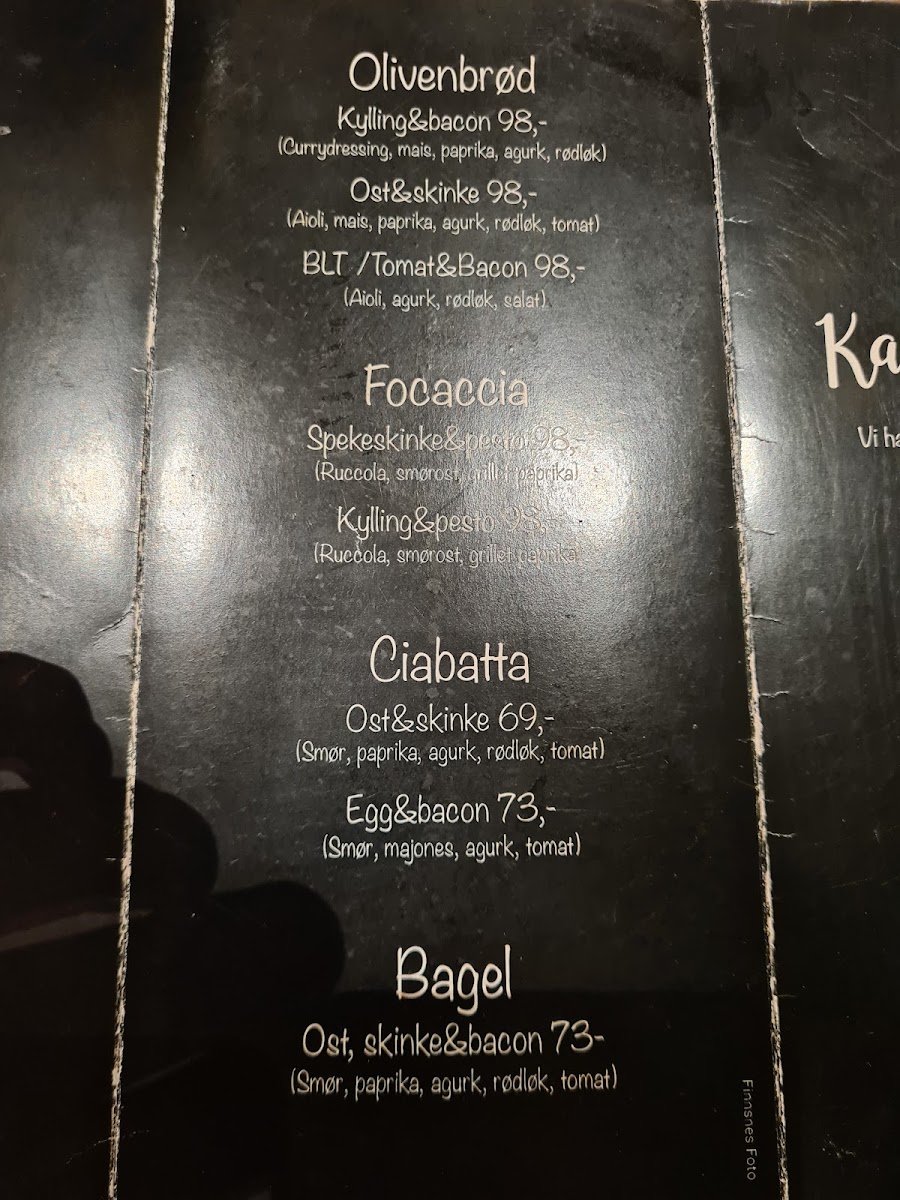 Olivenbrød
Kylling&bacon 98,-
(Currydressing, mais, paprika, agurk, rødløk)
Ost&skinke 98,-
(Aioli, mais, paprika, agurk, rødløk, tomat)
BLT /Tomat&Bacon 98,-
(Aioli, agurk, rødløk, salat)
Focaccia
Spekeskinke&pesto 98,-
(Ruccola, smørost, grillet paprika)
Kylling&pesto 98,-
(Ruccola, smørost, grillet paprika)
Ciabatta
Ost&skinke 69,-
(Smør, paprika, agurk, rødløk, tomat)
Egg&bacon 73,-
(Smør, majones, agurk, tomat)
Bagel
Ost, skinke&bacon 73-
(Smør, paprika, agurk, rødløk, tomat)
Finnsnes Foto
Ka
Vi ha